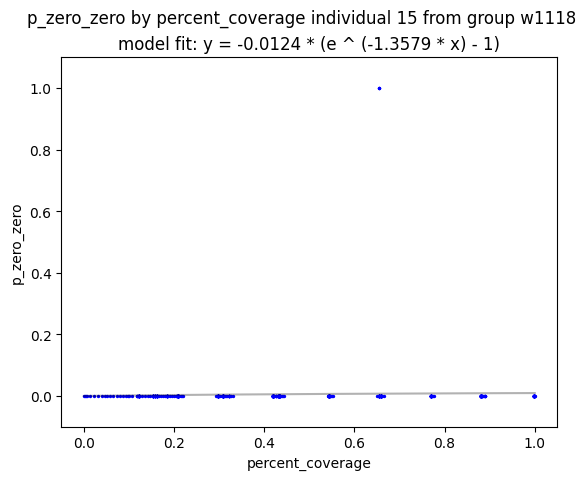 p_zero_zero by percent_coverage individual 15 from group w1118
model fit: y = -0.0124 * (e ^ (-1.3579 * x) - 1)
1.0
0.8
0.6
0.4
0.2
0.0
p_zero_zero
0.0 0.2 0.4 0.6 0.8 1.0
percent_coverage